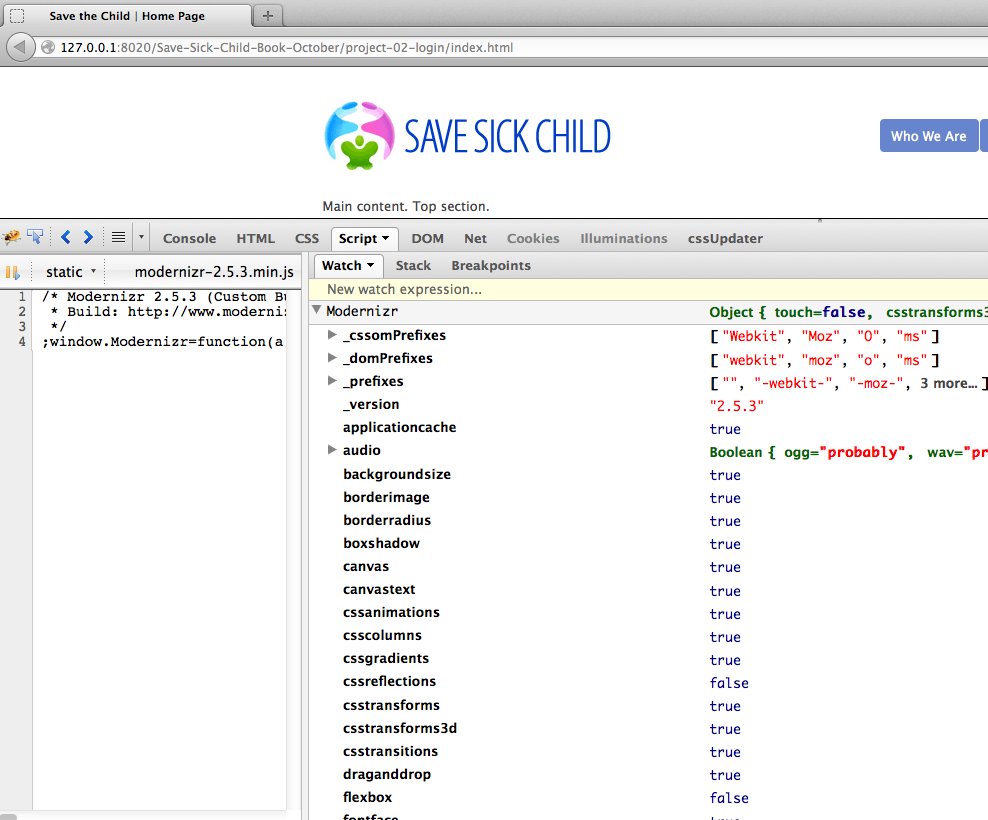 Save the Child | Home Page
+
127.0.0.1:8020/Save-Sick-Child-Book-October/project-02-login/index.html
SAVE SICK CHILD
Who We Are
Main content. Top section.
Console HTML CSS Script DOM Net Cookies Illuminations cssUpdater
static modernizr-2.5.3.min.js
Watch Stack Breakpoints
1 /* Modernizr 2.5.3 (Custom Bu
2 * Build: http://www.modernis
3 */
4 ;window.Modernizr=function(a
New watch expression...
Modernizr Object { touch=false, csstransforms3
_cssomPrefixes ["Webkit", "Moz", "O", "ms"]
_domPrefixes ["webkit", "moz", "o", "ms"]
_prefixes ["", "-webkit-", "-moz-", 3 more...]
_version "2.5.3"
applicationcache true
audio Boolean { ogg="probably", wav="pr
backgroundsize true
borderimage true
borderradius true
boxshadow true
canvas true
canvastext true
cssanimations true
csscolumns true
cssgradients true
cssreflections false
csstransforms true
csstransforms3d true
csstransitions true
draganddrop true
flexbox false
fontface true